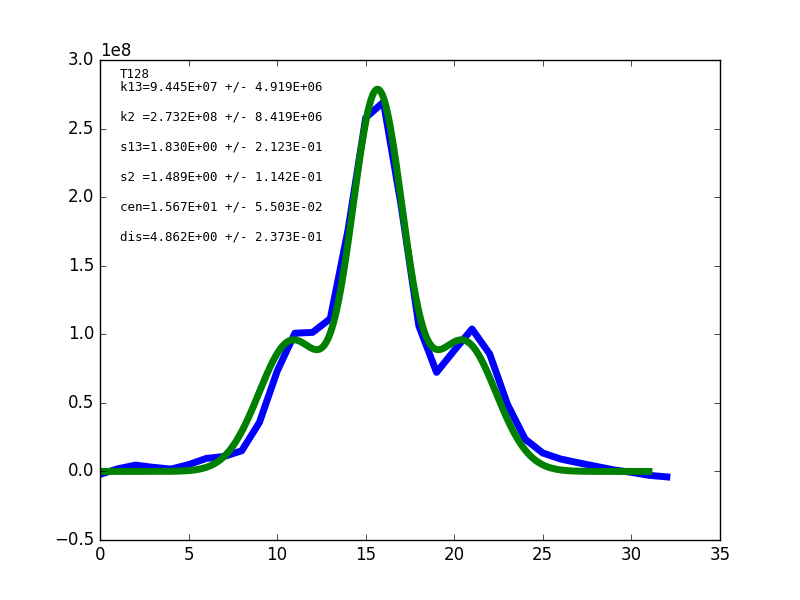 1e8
3.0
T128
k13=9.445E+07 +/- 4.919E+06
k2 =2.732E+08 +/- 8.419E+06
2.5
s13=1.830E+00 +/- 2.123E-01
s2 =1.489E+00 +/- 1.142E-01
2.0
cen=1.567E+01 +/- 5.503E-02
dis=4.862E+00 +/- 2.373E-01
1.5
1.0
0.5
0.0
−0.5
0 5 10 15 20 25 30 35